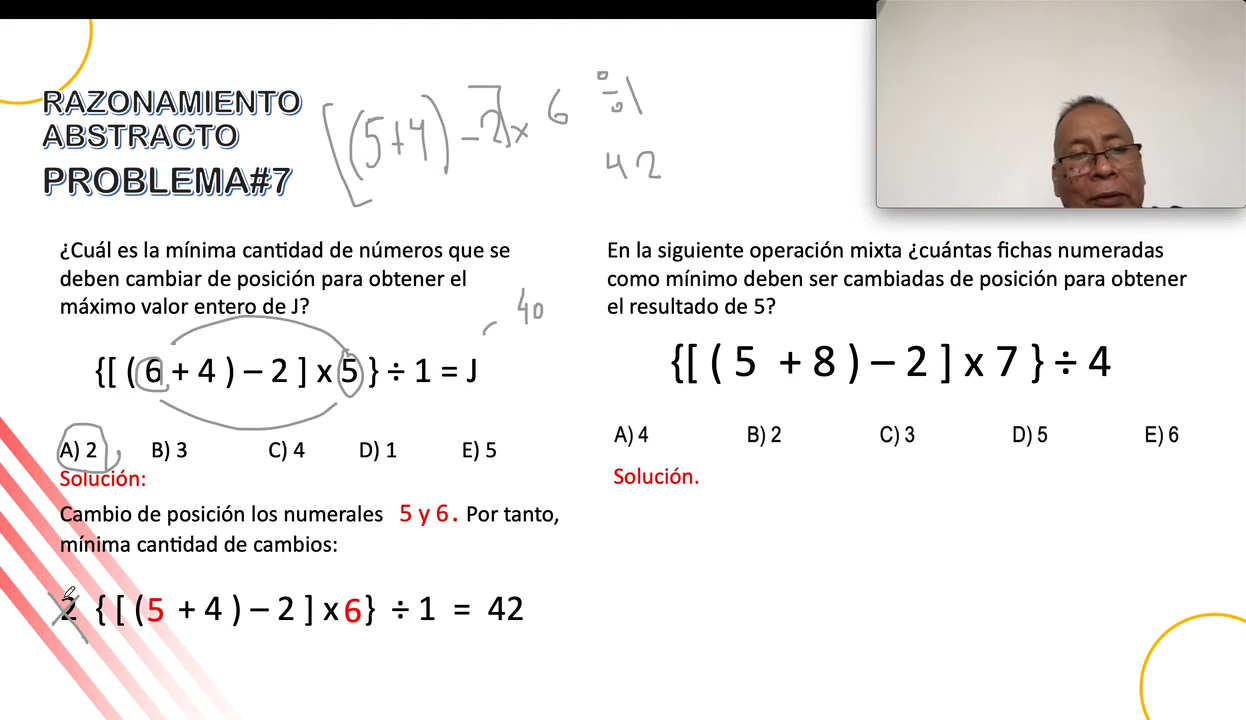 RAZONAMIENTO
ABSTRACTO
PROBLEMA#7
[(5+4) - 2] x 6 ÷ 1
42
¿Cuál es la mínima cantidad de números que se
deben cambiar de posición para obtener el
máximo valor entero de J?
40
{[ ( 6 + 4 ) – 2 ] x 5 } ÷ 1 = J
A) 2 B) 3 C) 4 D) 1 E) 5
Solución:
Cambio de posición los numerales 5 y 6. Por tanto,
mínima cantidad de cambios:
2 { [ ( 5 + 4 ) – 2 ] x 6} ÷ 1 = 42
En la siguiente operación mixta ¿cuántas fichas numeradas
como mínimo deben ser cambiadas de posición para obtener
el resultado de 5?
{[ ( 5 + 8 ) – 2 ] x 7 } ÷ 4
A) 4 B) 2 C) 3 D) 5 E) 6
Solución.